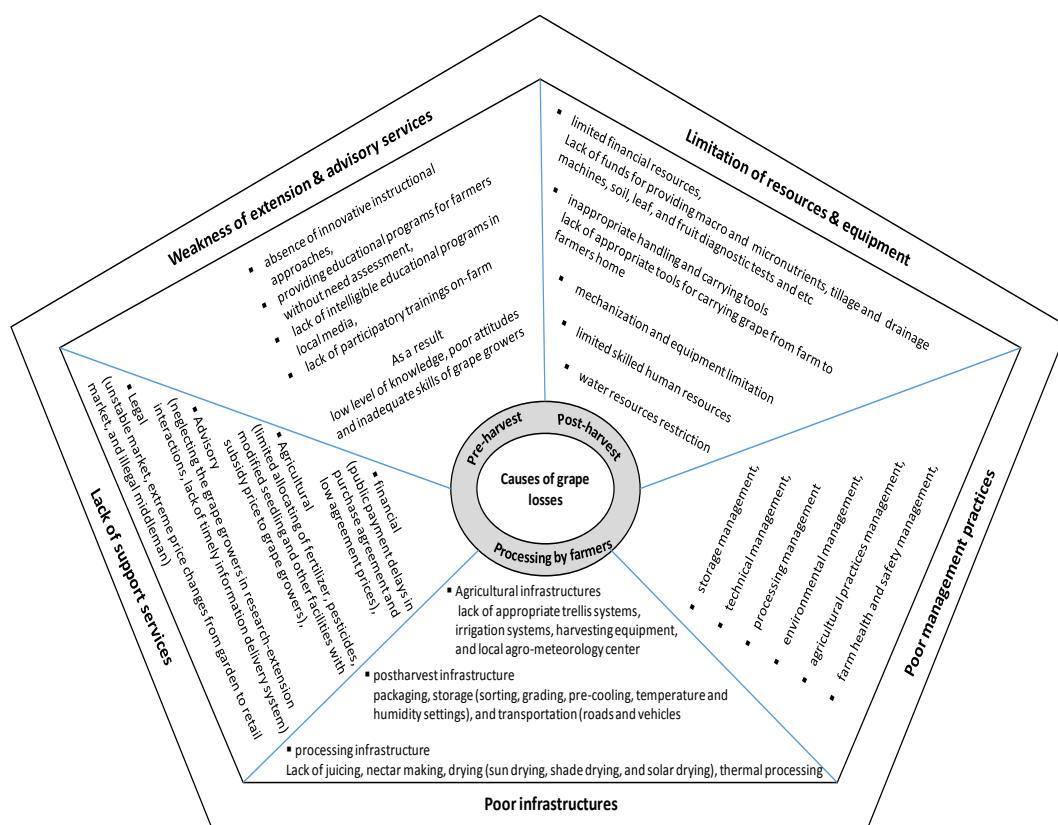 Weakness of extension & advisory services
▪ absence of innovative instructional
approaches,
▪ providing educational programs for farmers
without need assessment,
▪ lack of intelligible educational programs in
local media,
▪ lack of participatory trainings on-farm
As a result
low level of knowledge, poor attitudes
and inadequate skills of grape growers
Limitation of resources & equipment
▪ limited financial resources,
Lack of funds for providing macro and micronutrients, tillage and drainage
machines, soil, leaf, and fruit diagnostic tests and etc
▪ inappropriate handling and carrying tools
lack of appropriate tools for carrying grape from farm to
farmers home
▪ mechanization and equipment limitation
▪ limited skilled human resources
▪ water resources restriction
Pre-harvest
Post-harvest
Causes of grape
losses
Processing by farmers
Lack of support services
▪ financial
(public payment delays in
purchase agreement and
low agreement prices),
▪ Agricultural
(limited allocating of fertilizer, pesticides,
modified seedling and other facilities with
subsidy price to grape growers),
▪ Advisory
(neglecting the grape growers in research-extension
interactions, lack of timely information delivery system)
▪ Legal
(unstable market, extreme price changes from garden to retail
market, and illegal middleman)
Poor management practices
▪ storage management,
▪ technical management,
▪ processing management
▪ environmental management,
▪ agricultural practices management,
▪ farm health and safety management,
▪ Agricultural infrastructures
lack of appropriate trellis systems,
irrigation systems, harvesting equipment,
and local agro-meteorology center
▪ postharvest infrastructure
packaging, storage (sorting, grading, pre-cooling, temperature and
humidity settings), and transportation (roads and vehicles
▪ processing infrastructure
Lack of juicing, nectar making, drying (sun drying, shade drying, and solar drying), thermal processing
Poor infrastructures